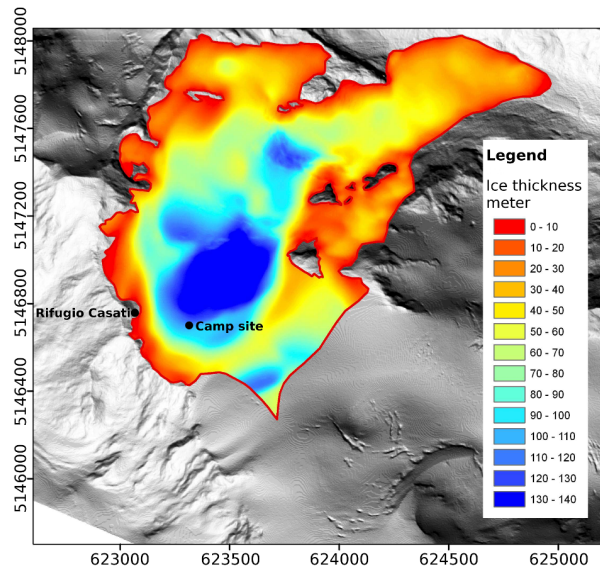 5148000
5147600
5147200
5146800
5146400
5146000
Rifugio Casati
Camp site
Legend
Ice thickness
meter
0 - 10
10 - 20
20 - 30
30 - 40
40 - 50
50 - 60
60 - 70
70 - 80
80 - 90
90 - 100
100 - 110
110 - 120
120 - 130
130 - 140
623000
623500
624000
624500
625000